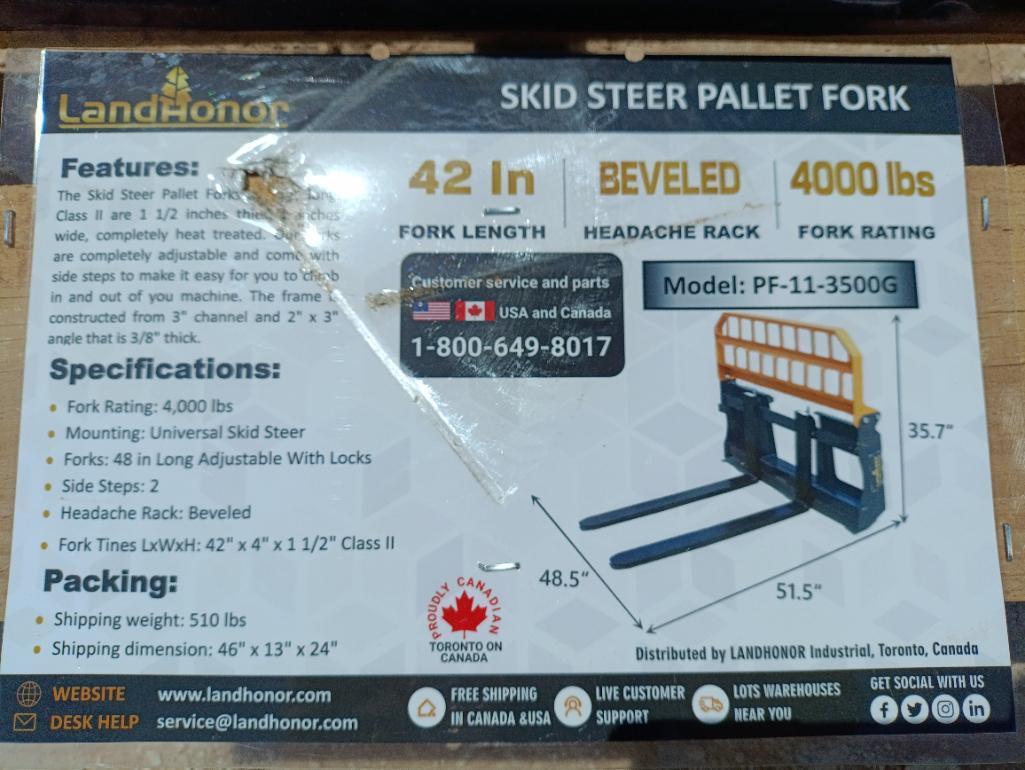 LandHonor
SKID STEER PALLET FORK
Features:
The Skid Steer Pallet Forks
Class II are 1 1/2 inches inches
wide, completely heat treated. Our forks
are completely adjustable and come with
side steps to make it easy for you to climb
in and out of you machine. The frame is
constructed from 3" channel and 2" x 3"
angle that is 3/8" thick.
42 In
FORK LENGTH
BEVELED
HEADACHE RACK
4000 lbs
FORK RATING
Customer service and parts
USA and Canada
1-800-649-8017
Model: PF-11-3500G
Specifications:
• Fork Rating: 4,000 lbs
• Mounting: Universal Skid Steer
• Forks: 48 in Long Adjustable With Locks
• Side Steps: 2
• Headache Rack: Beveled
• Fork Tines LxWxH: 42" x 4" x 1 1/2" Class II
Packing:
• Shipping weight: 510 lbs
• Shipping dimension: 46" x 13" x 24"
35.7"
48.5"
51.5"
LandHonor
PROUDLY CANADIAN
TORONTO ON
CANADA
Distributed by LANDHONOR Industrial, Toronto, Canada
WEBSITE www.landhonor.com
DESK HELP service@landhonor.com
FREE SHIPPING
IN CANADA &USA
LIVE CUSTOMER
SUPPORT
LOTS WAREHOUSES
NEAR YOU
GET SOCIAL WITH US